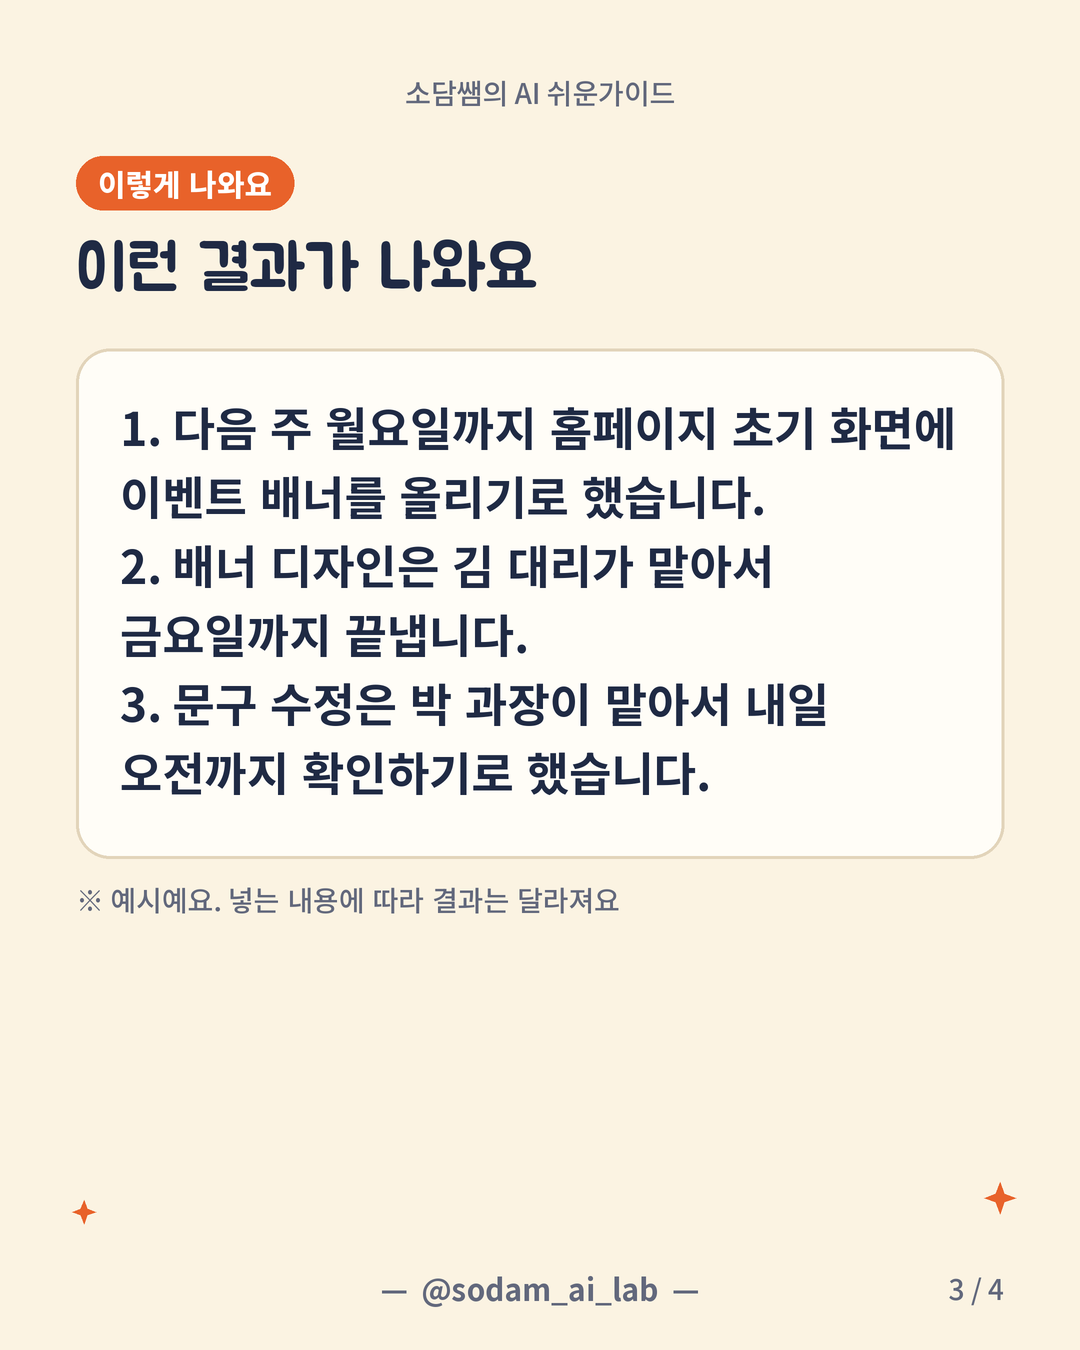 소담쌤의 AI 쉬운가이드
이렇게 나와요
이런 결과가 나와요
1. 다음 주 월요일까지 홈페이지 초기 화면에
이벤트 배너를 올리기로 했습니다.
2. 배너 디자인은 김 대리가 맡아서
금요일까지 끝냅니다.
3. 문구 수정은 박 과장이 맡아서 내일
오전까지 확인하기로 했습니다.
※ 예시예요. 넣는 내용에 따라 결과는 달라져요
— @sodam_ai_lab —
3 / 4